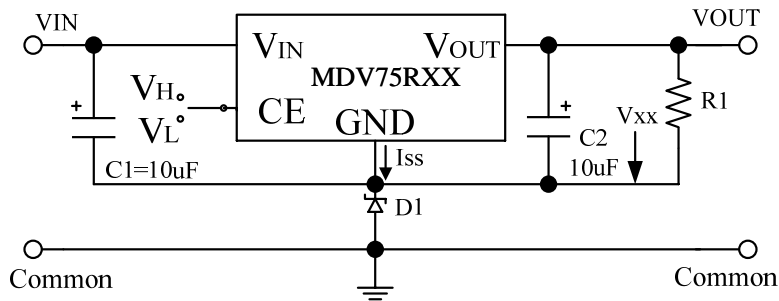 VIN
VOUT
VIN
VOUT
MDV75RXX
R1
+
VH
CE
+
VXX
VL
GND
C2
C1=10uF
Iss
10uF
D1
Common
Common